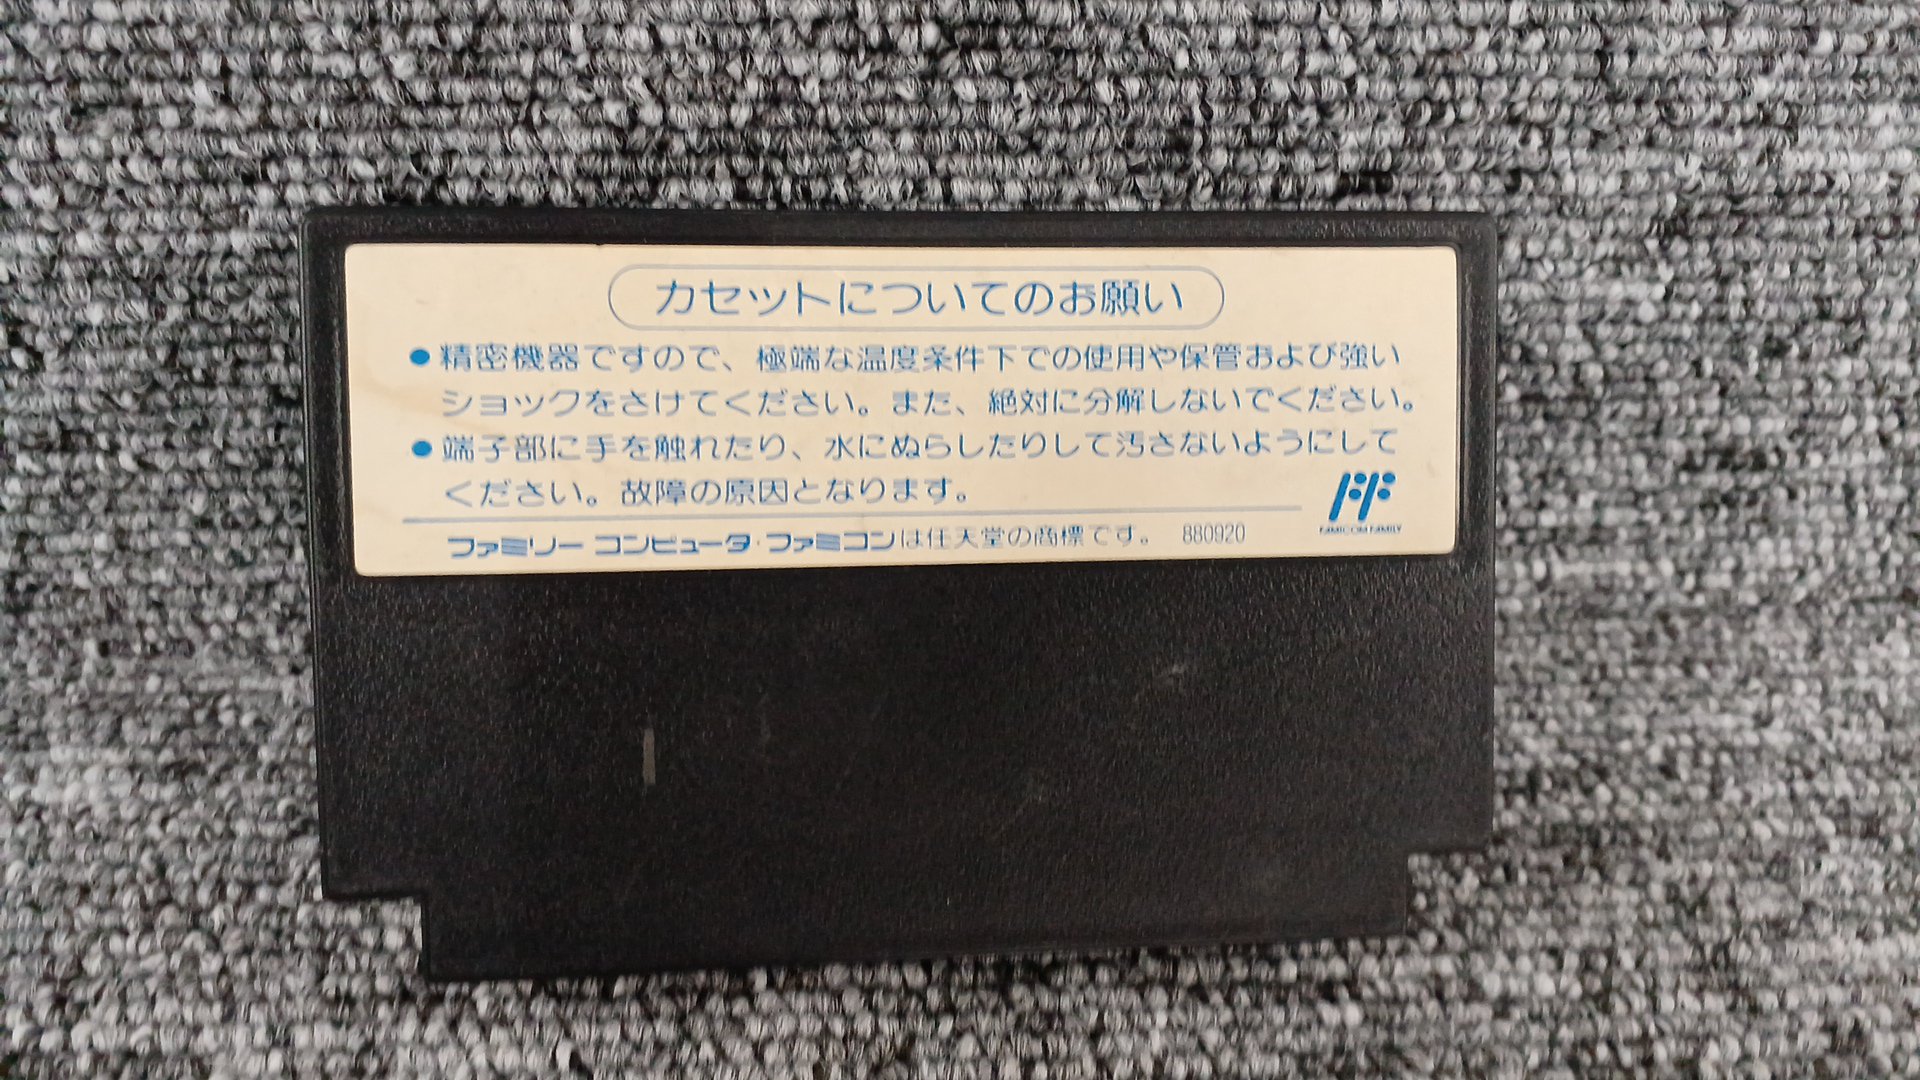 カセットについてのお願い
●精密機器ですので、極端な温度条件下での使用や保管および強い
ショックをさけてください。また、絶対に分解しないでください。
●端子部に手を触れたり、水にぬらしたりして汚さないようにして
ください。故障の原因となります。
FF
FAMICOM FAMILY
ファミリー コンピュータ・ファミコンは任天堂の商標です。 880920